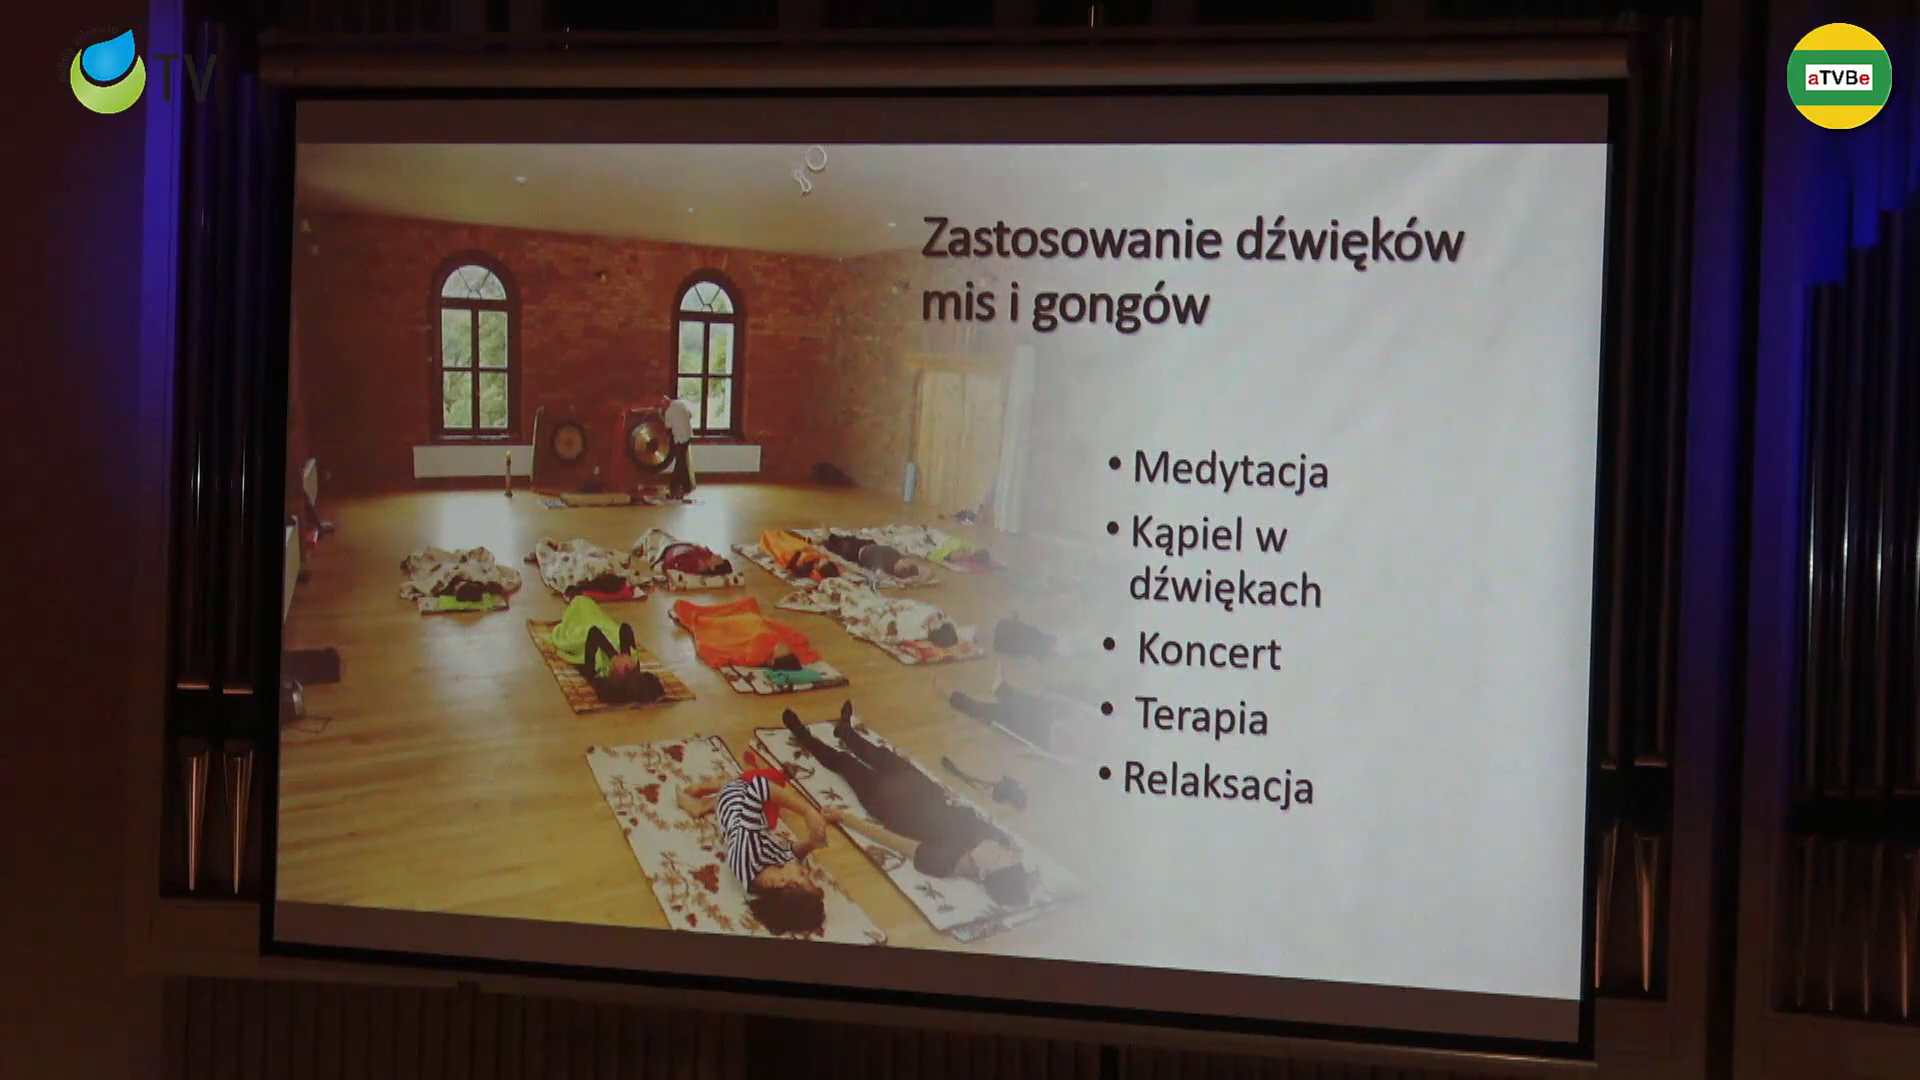 TV
aTVBe
Zastosowanie dźwięków
mis i gongów
• Medytacja
• Kąpiel w
dźwiękach
• Koncert
• Terapia
• Relaksacja